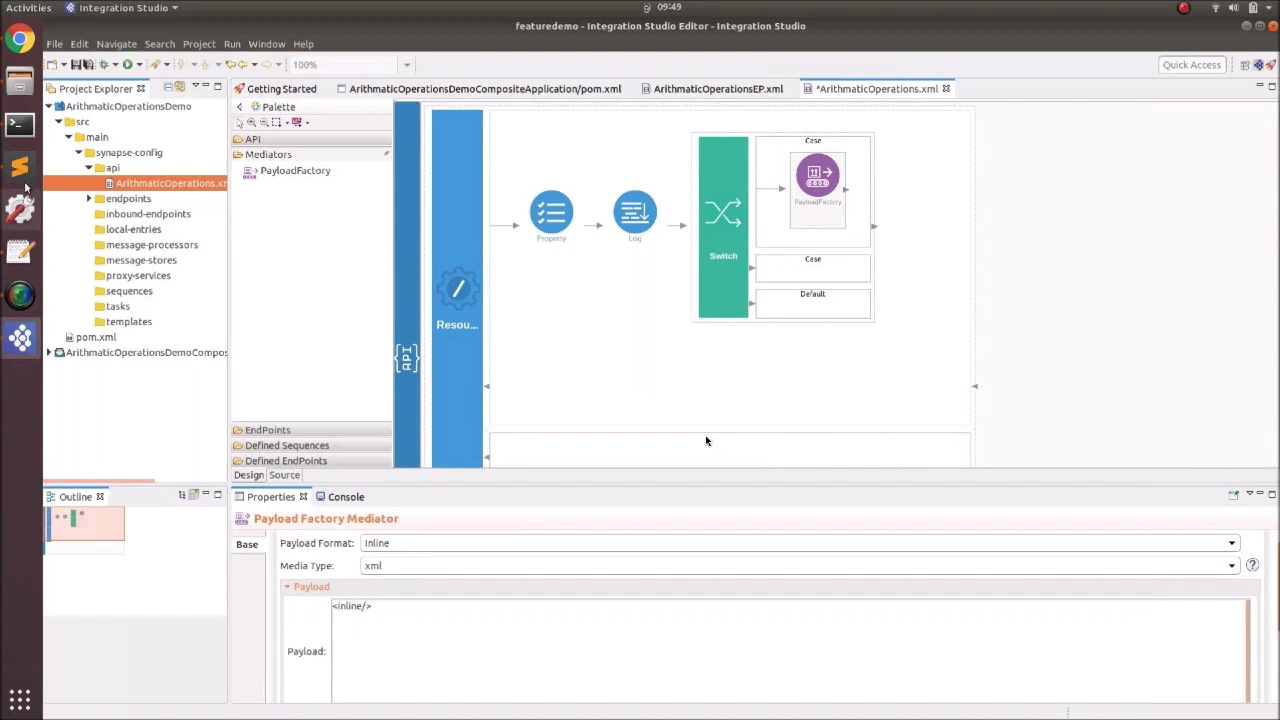 Activities
Integration Studio
09:49
featuredemo - Integration Studio Editor - Integration Studio
File Edit Navigate Search Project Run Window Help
100%
Quick Access
Project Explorer
Getting Started
ArithmaticOperationsDemoCompositeApplication/pom.xml
ArithmaticOperationsEP.xml
*ArithmaticOperations.xml
ArithmaticOperationsDemo
src
main
synapse-config
api
ArithmaticOperations.xm
endpoints
inbound-endpoints
local-entries
message-processors
message-stores
proxy-services
sequences
tasks
templates
pom.xml
ArithmaticOperationsDemoCompos
Palette
API
Mediators
PayloadFactory
EndPoints
Defined Sequences
Defined EndPoints
API
Resou...
Property
Log
Switch
Case
PayloadFactory
Case
Default
Design Source
Outline
Properties
Console
Payload Factory Mediator
Base
Payload Format: Inline
Media Type: xml
Payload
<inline/>
Payload: